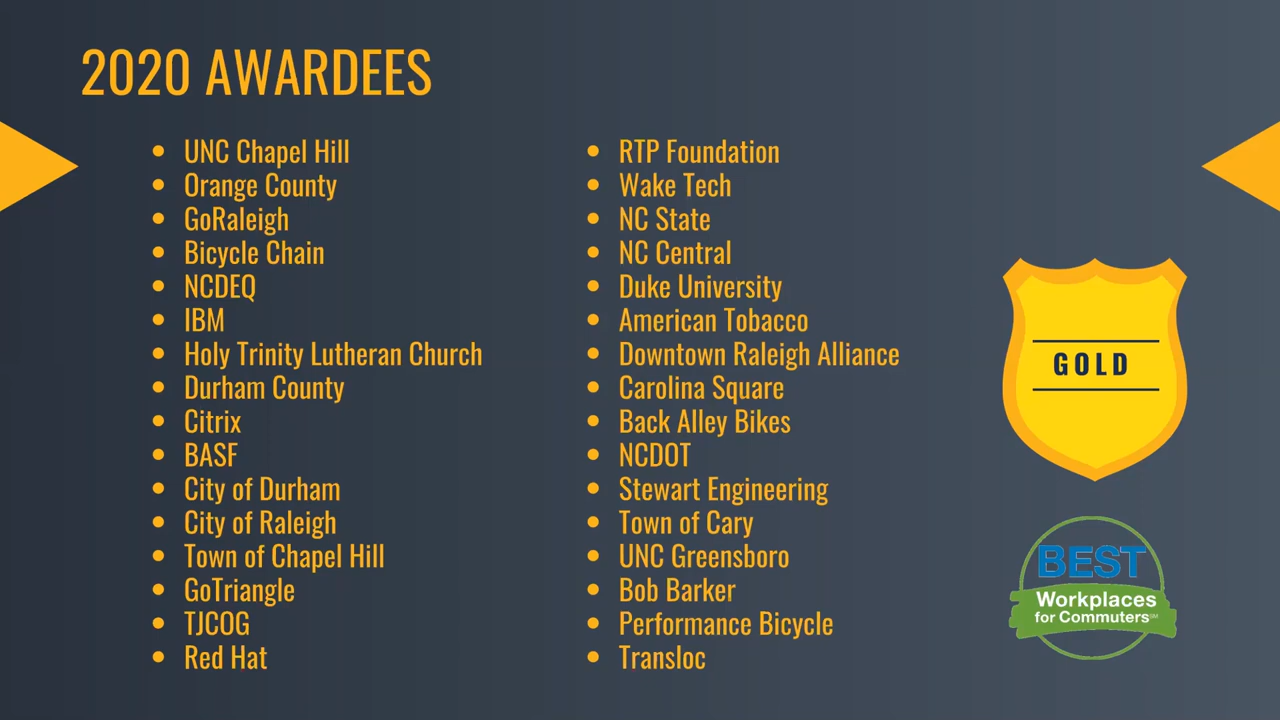 2020 AWARDEES
• UNC Chapel Hill
• Orange County
• GoRaleigh
• Bicycle Chain
• NCDEQ
• IBM
• Holy Trinity Lutheran Church
• Durham County
• Citrix
• BASF
• City of Durham
• City of Raleigh
• Town of Chapel Hill
• GoTriangle
• TJCOG
• Red Hat
• RTP Foundation
• Wake Tech
• NC State
• NC Central
• Duke University
• American Tobacco
• Downtown Raleigh Alliance
• Carolina Square
• Back Alley Bikes
• NCDOT
• Stewart Engineering
• Town of Cary
• UNC Greensboro
• Bob Barker
• Performance Bicycle
• Transloc
GOLD
BEST
Workplaces
for Commuters℠